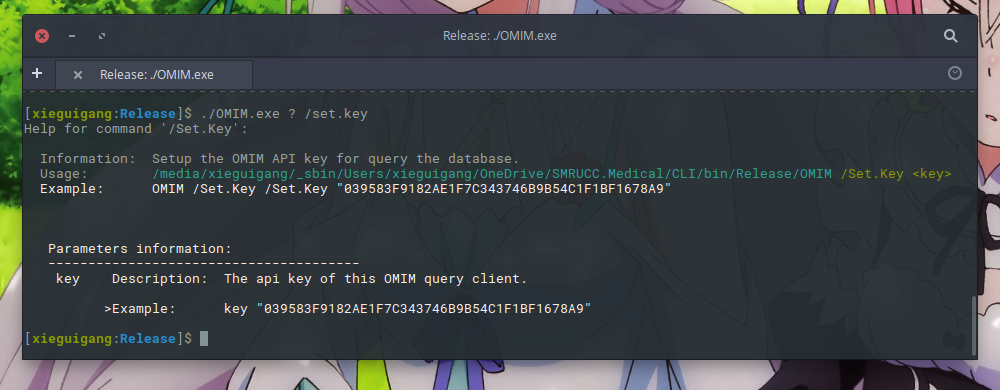 Release: ./OMIM.exe
Release: ./OMIM.exe
[xieguigang:Release]$ ./OMIM.exe ? /set.key
Help for command '/Set.Key':
Information:  Setup the OMIM API key for query the database.
Usage:        /media/xieguigang/_sbin/Users/xieguigang/OneDrive/SMRUCC.Medical/CLI/bin/Release/OMIM /Set.Key <key>
Example:      OMIM /Set.Key /Set.Key "039583F9182AE1F7C343746B9B54C1F1BF1678A9"
Parameters information:
---------------------------------------
key    Description:  The api key of this OMIM query client.
>Example:      key "039583F9182AE1F7C343746B9B54C1F1BF1678A9"
[xieguigang:Release]$